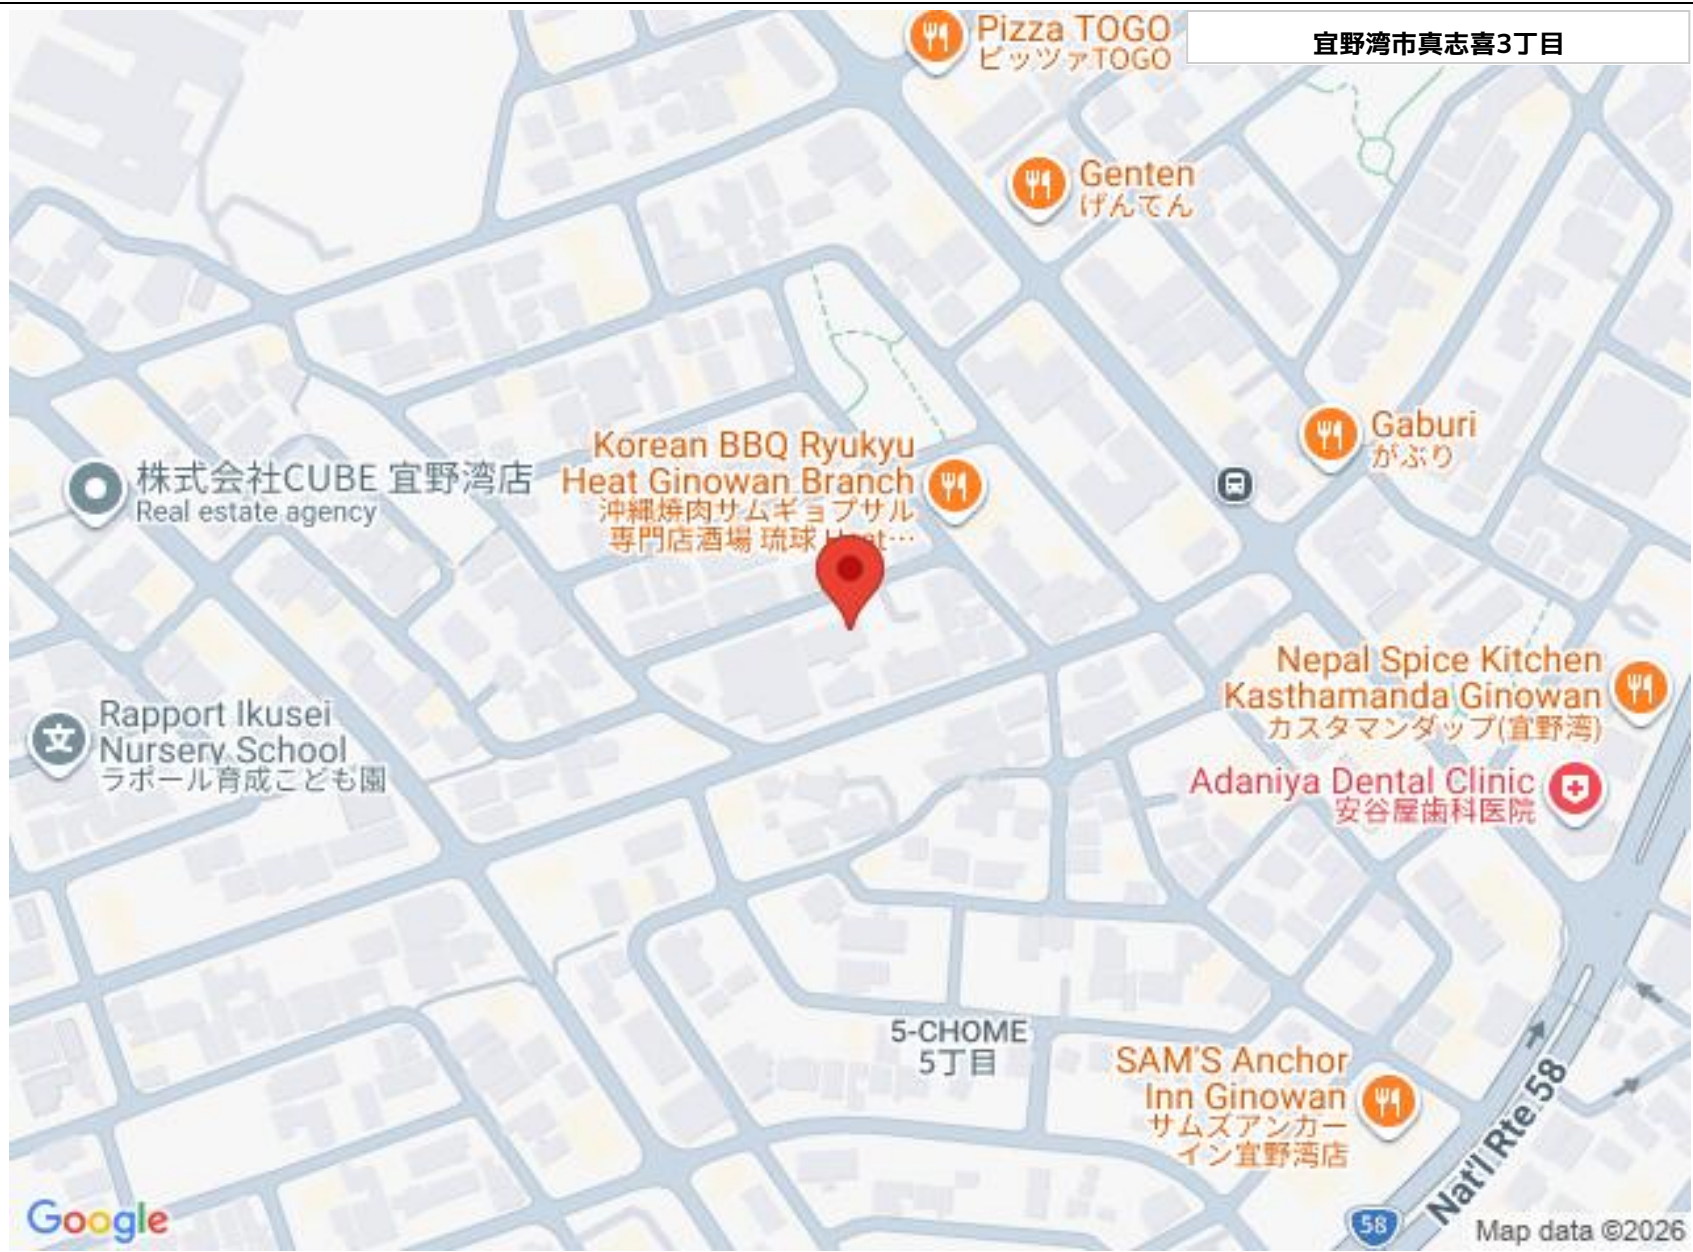 Pizza TOGO
ピッツァTOGO
宜野湾市真志喜3丁目
Genten
げんてん
Gaburi
がぶり
Korean BBQ Ryukyu
Heat Ginowan Branch
沖縄焼肉サムギョプサル
専門店酒場 琉球 Heat…
株式会社CUBE 宜野湾店
Real estate agency
Nepal Spice Kitchen
Kasthamanda Ginowan
カスタマンダップ(宜野湾)
Rapport Ikusei
Nursery School
ラポール育成こども園
Adaniya Dental Clinic
安谷屋歯科医院
5-CHOME
5丁目
SAM'S Anchor
Inn Ginowan
サムズアンカー
イン宜野湾店
Nat'l Rte 58
58
Google
Map data ©2026